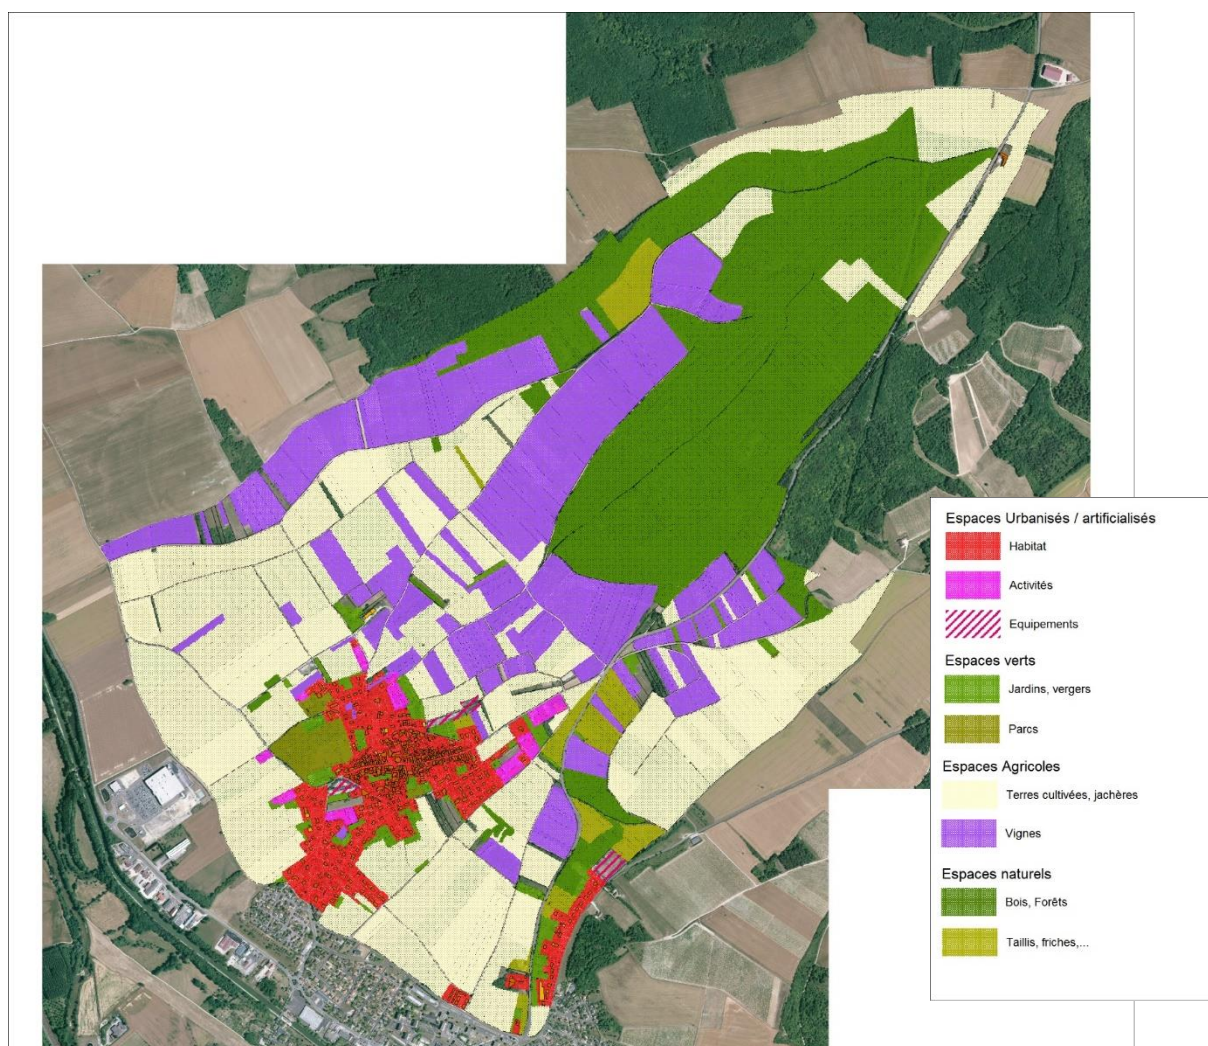 Espaces Urbanisés / artificialisés
Habitat
Activités
Equipements
Espaces verts
Jardins, vergers
Parcs
Espaces Agricoles
Terres cultivées, jachères
Vignes
Espaces naturels
Bois, Forêts
Taillis, friches,...